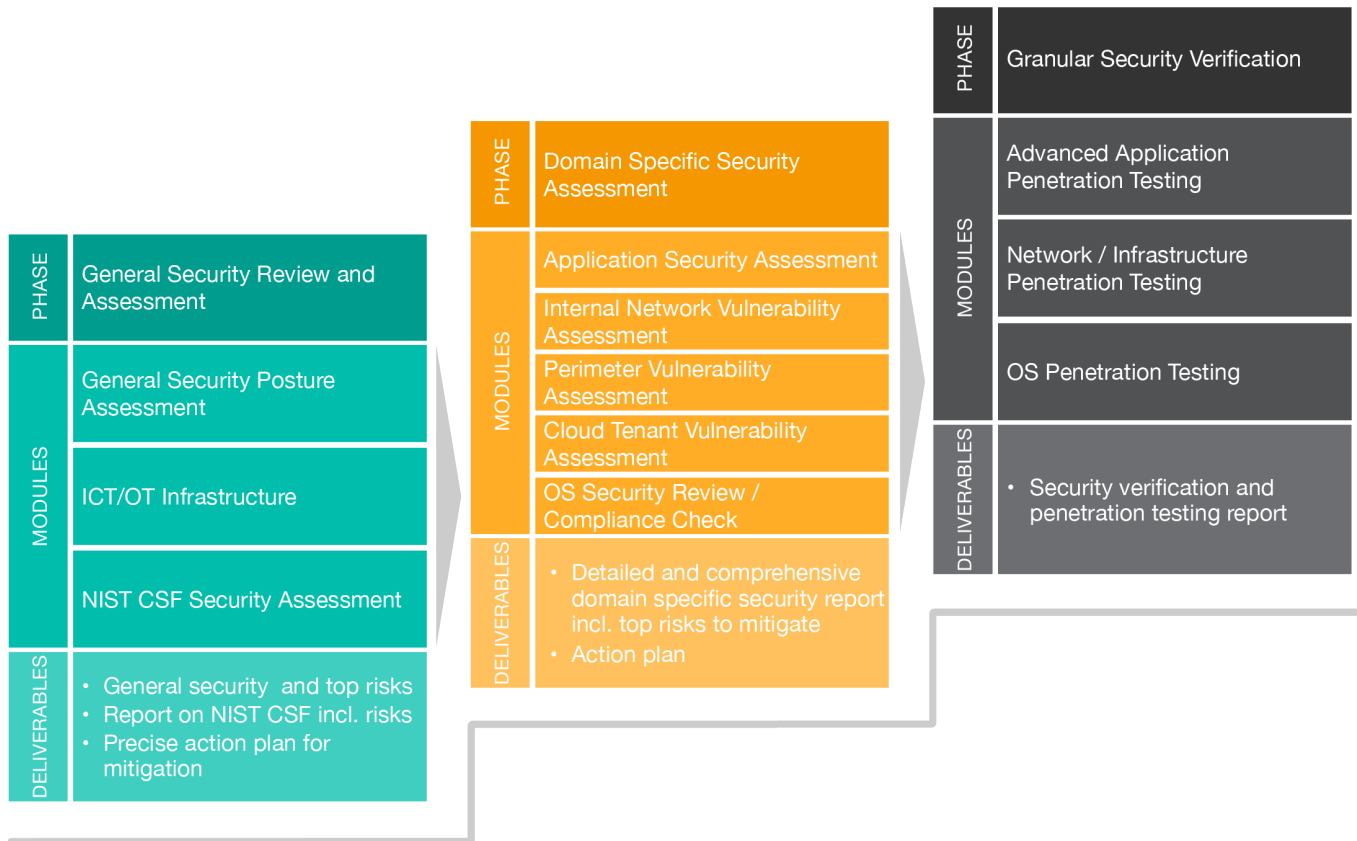 PHASE
General Security Review and
Assessment
MODULES
General Security Posture
Assessment
ICT/OT Infrastructure
NIST CSF Security Assessment
DELIVERABLES
• General security  and top risks
• Report on NIST CSF incl. risks
• Precise action plan for
mitigation
PHASE
Domain Specific Security
Assessment
MODULES
Application Security Assessment
Internal Network Vulnerability
Assessment
Perimeter Vulnerability
Assessment
Cloud Tenant Vulnerability
Assessment
OS Security Review /
Compliance Check
DELIVERABLES
• Detailed and comprehensive
domain specific security report
incl. top risks to mitigate
• Action plan
PHASE
Granular Security Verification
MODULES
Advanced Application
Penetration Testing
Network / Infrastructure
Penetration Testing
OS Penetration Testing
DELIVERABLES
• Security verification and
penetration testing report